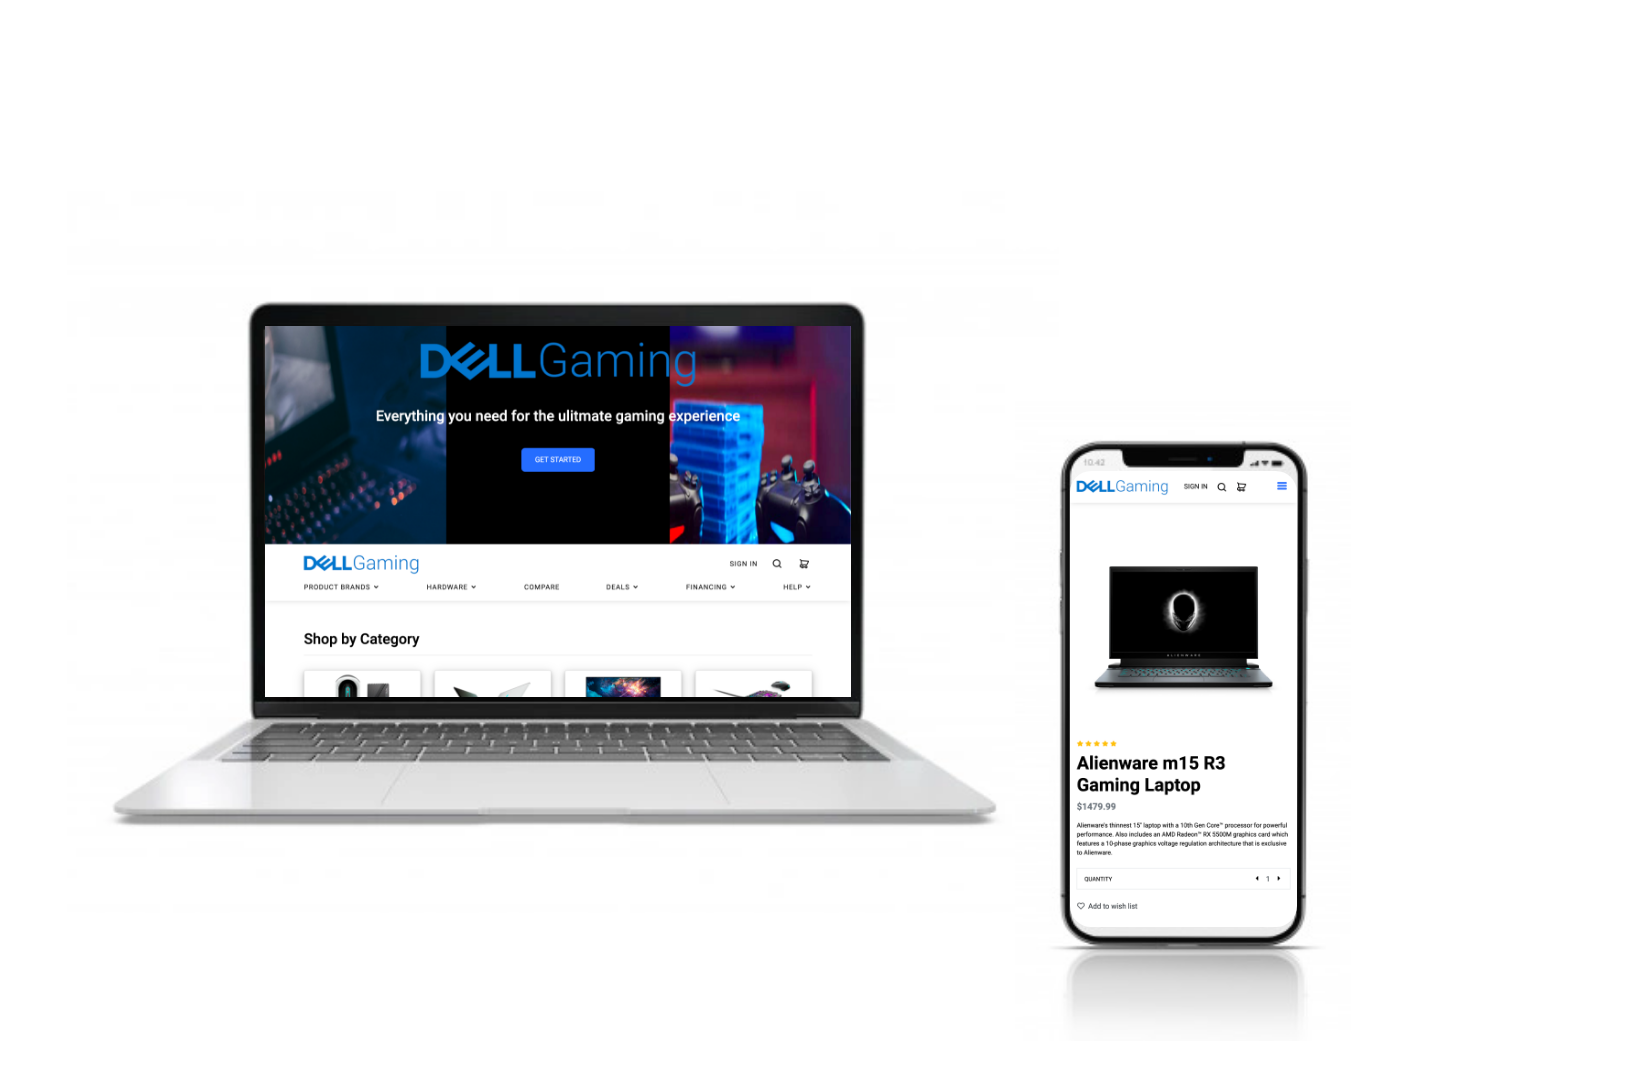 DELLGaming
Everything you need for the ulitmate gaming experience
GET STARTED
DELLGaming
SIGN IN
PRODUCT BRANDS HARDWARE COMPARE DEALS FINANCING HELP
Shop by Category
10:42
DELLGaming SIGN IN
ALIENWARE
Alienware m15 R3
Gaming Laptop
$1479.99
Alienware's thinnest 15" laptop with a 10th Gen Core™ processor for powerful
performance. Also includes an AMD Radeon™ RX 5500M graphics card which
features a 10-phase graphics voltage regulation architecture that is exclusive
to Alienware.
QUANTITY 1
Add to wish list